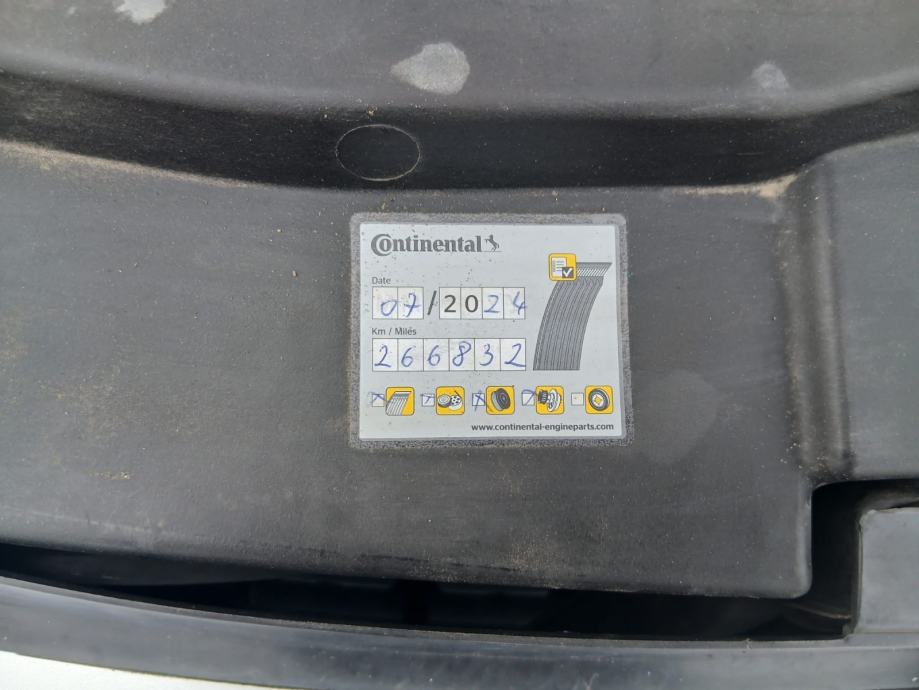 Continental
Date
07/2024
Km / Miles
266832
www.continental-engineparts.com